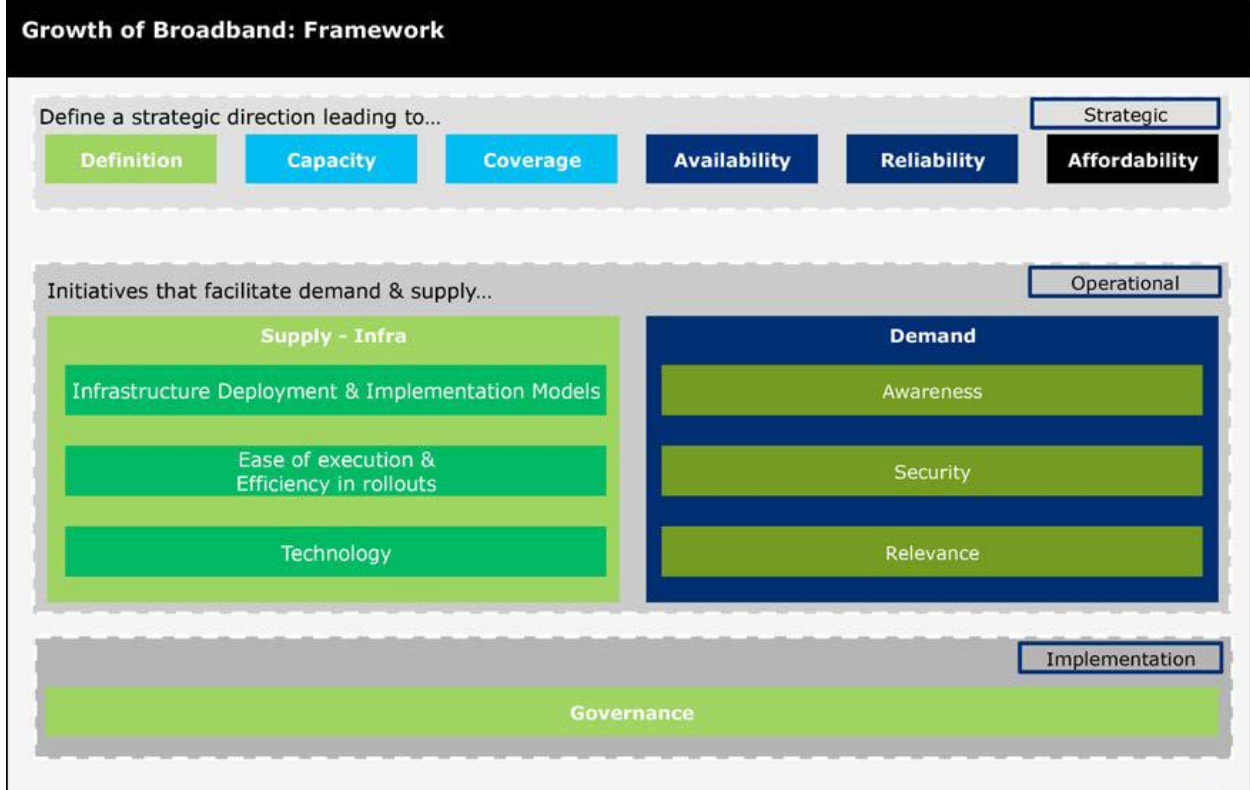 Growth of Broadband: Framework
Define a strategic direction leading to...
Strategic
Definition
Capacity
Coverage
Availability
Reliability
Affordability
Initiatives that facilitate demand & supply...
Operational
Supply - Infra
Infrastructure Deployment & Implementation Models
Ease of execution &
Efficiency in rollouts
Technology
Demand
Awareness
Security
Relevance
Implementation
Governance